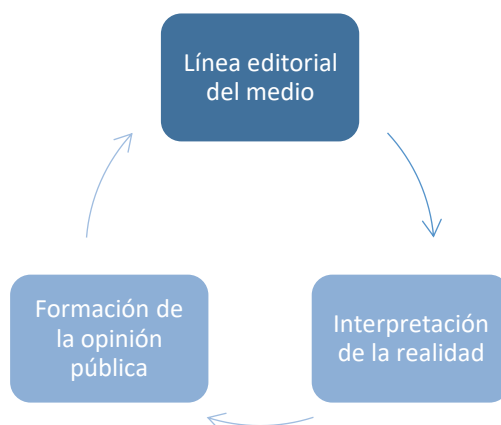 Línea editorial
del medio
Formación de
la opinión
pública
Interpretación
de la realidad